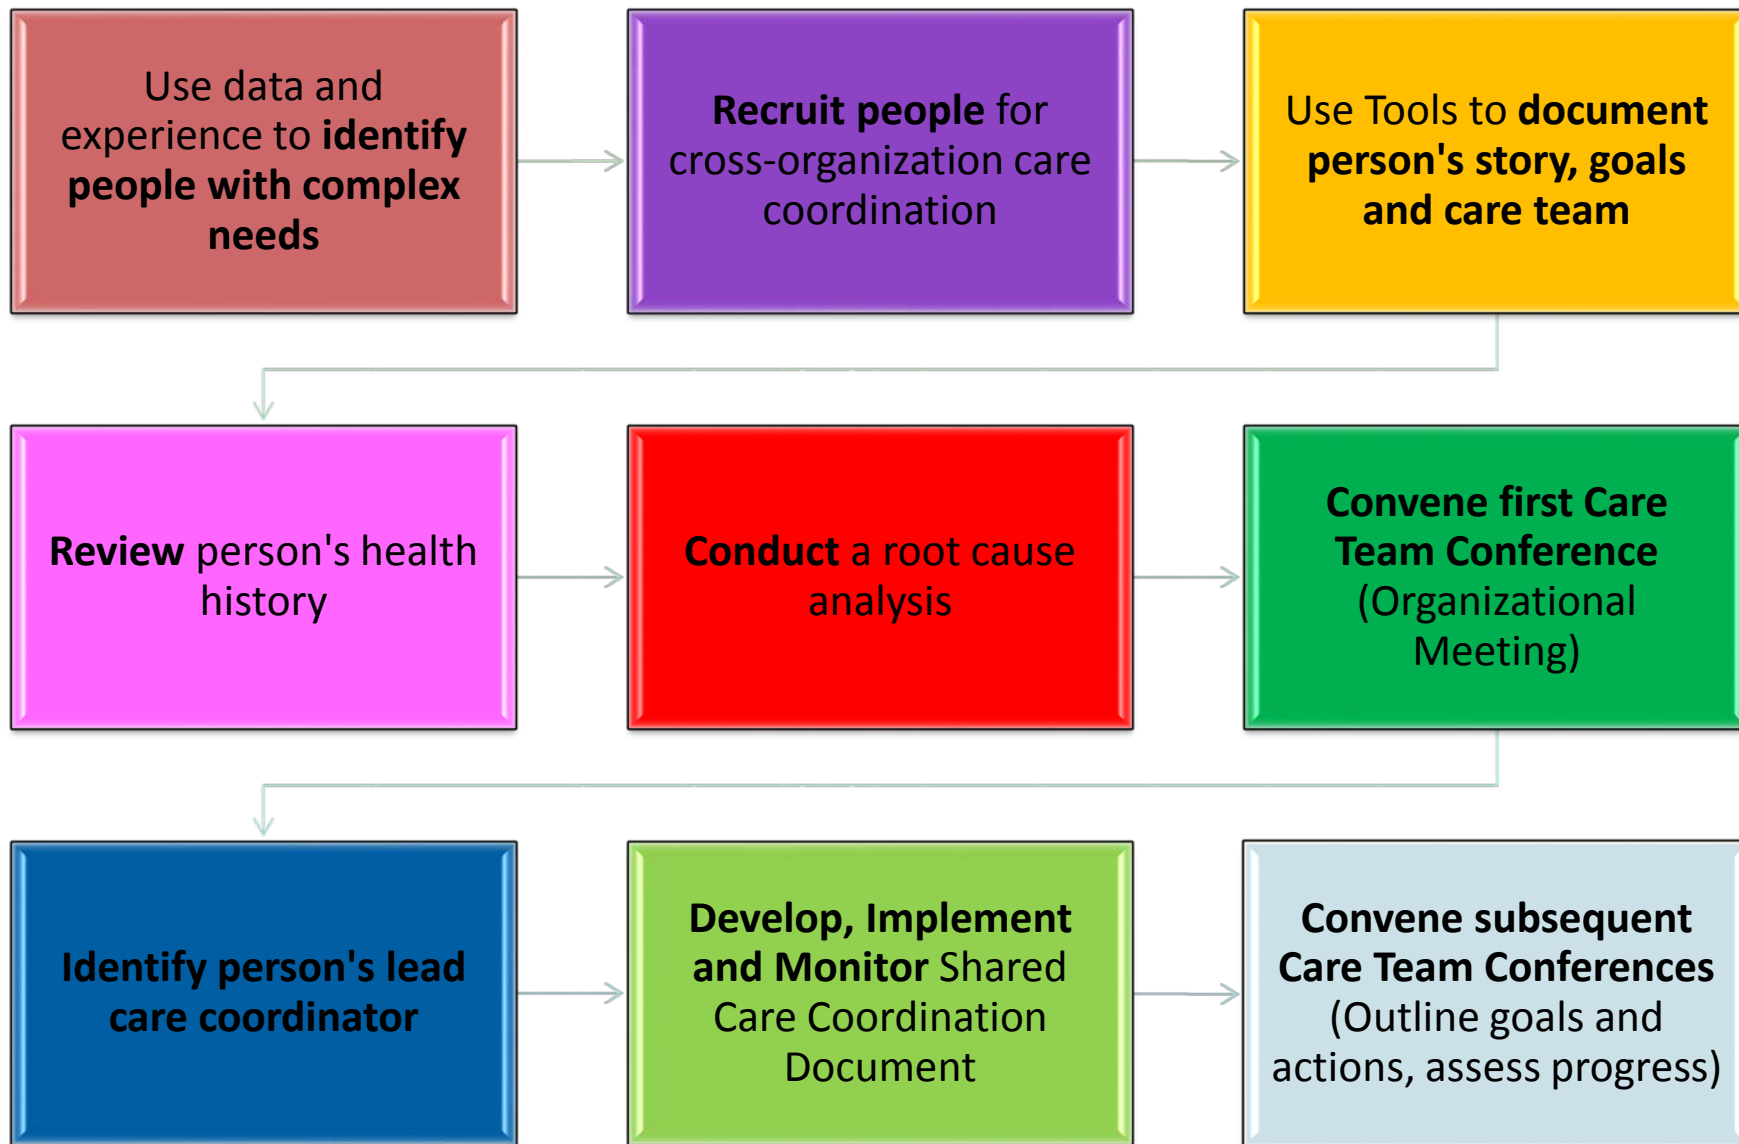 Use data and
experience to identify
people with complex
needs
Recruit people for
cross-organization care
coordination
Use Tools to document
person's story, goals
and care team
Review person's health
history
Conduct a root cause
analysis
Convene first Care
Team Conference
(Organizational
Meeting)
Identify person's lead
care coordinator
Develop, Implement
and Monitor Shared
Care Coordination
Document
Convene subsequent
Care Team Conferences
(Outline goals and
actions, assess progress)